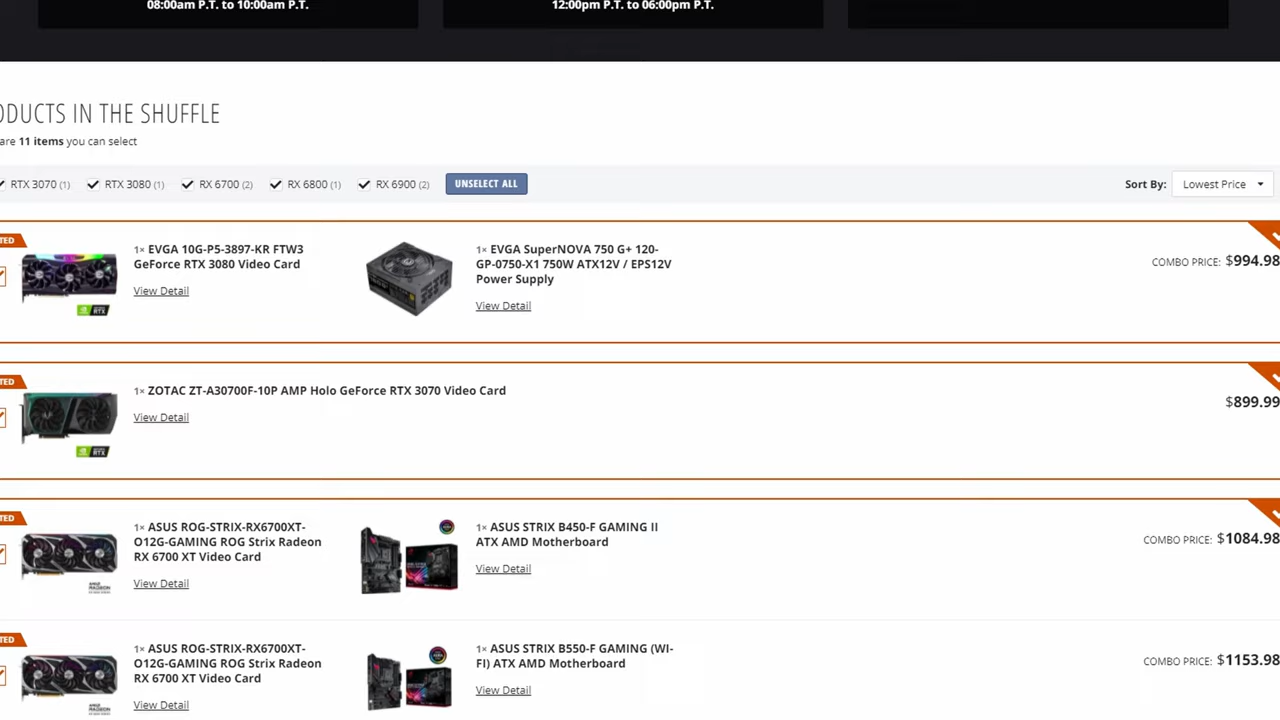 08:00am P.T. to 10:00am P.T.
12:00pm P.T. to 06:00pm P.T.
ODUCTS IN THE SHUFFLE
are 11 items you can select
RTX 3070 (1)
RTX 3080 (1)
RX 6700 (2)
RX 6800 (1)
RX 6900 (2)
UNSELECT ALL
Sort By:
Lowest Price
TED
1× EVGA 10G-P5-3897-KR FTW3
GeForce RTX 3080 Video Card
View Detail
1× EVGA SuperNOVA 750 G+ 120-
GP-0750-X1 750W ATX12V / EPS12V
Power Supply
View Detail
COMBO PRICE: $994.98
RTX
TED
1× ZOTAC ZT-A30700F-10P AMP Holo GeForce RTX 3070 Video Card
View Detail
$899.99
RTX
TED
1× ASUS ROG-STRIX-RX6700XT-
O12G-GAMING ROG Strix Radeon
RX 6700 XT Video Card
View Detail
1× ASUS STRIX B450-F GAMING II
ATX AMD Motherboard
View Detail
COMBO PRICE: $1084.98
AMD
RADEON
TED
1× ASUS ROG-STRIX-RX6700XT-
O12G-GAMING ROG Strix Radeon
RX 6700 XT Video Card
View Detail
1× ASUS STRIX B550-F GAMING (WI-
FI) ATX AMD Motherboard
View Detail
COMBO PRICE: $1153.98
AMD
RADEON